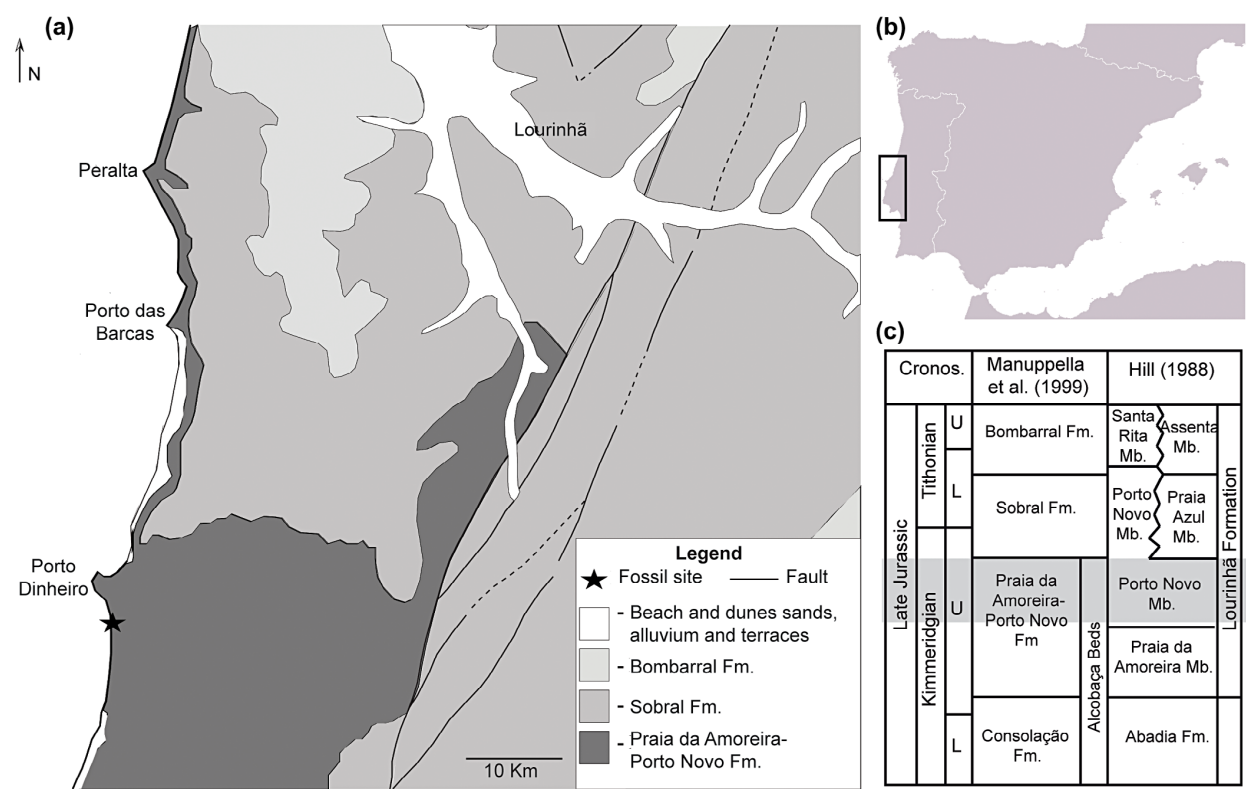 (a)
N
Lourinhã
Peralta
Porto das
Barcas
Porto
Dinheiro
Legend
Fossil site
Fault
- Beach and dunes sands,
alluvium and terraces
- Bombarral Fm.
- Sobral Fm.
- Praia da Amoreira-
Porto Novo Fm.
10 Km
(b)
(c)
Cronos.
Manuppella
et al. (1999)
Hill (1988)
Late Jurassic
Tithonian
Kimmeridgian
U
L
U
L
Bombarral Fm.
Sobral Fm.
Praia da
Amoreira-
Porto Novo
Fm
Consolação
Fm.
Alcobaça Beds
Santa
Rita
Mb.
Assenta
Mb.
Porto
Novo
Mb.
Praia
Azul
Mb.
Porto Novo
Mb.
Praia da
Amoreira Mb.
Abadia Fm.
Lourinhã Formation